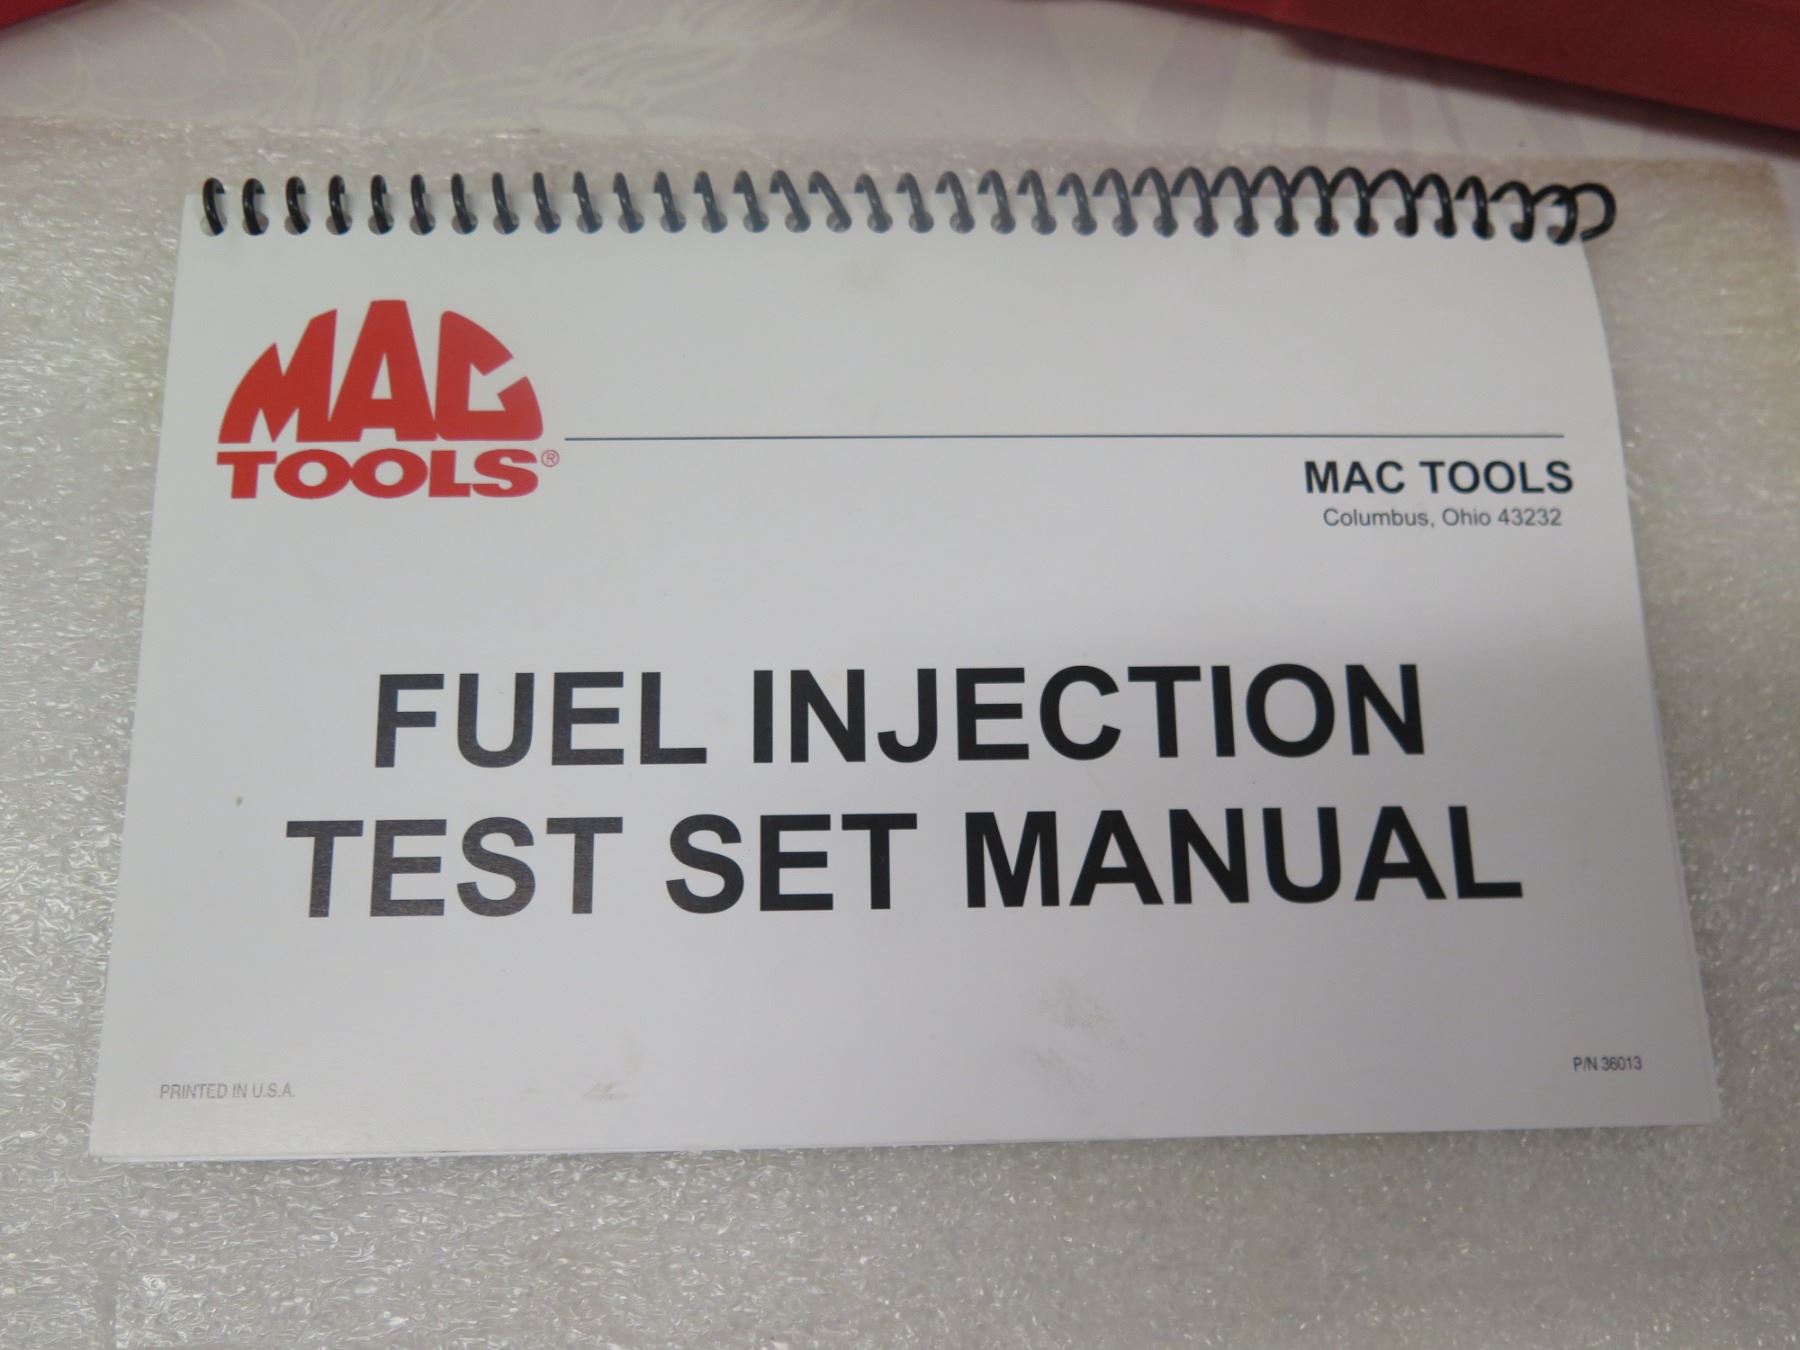 MAC
TOOLS®
MAC TOOLS
Columbus, Ohio 43232
FUEL INJECTION
TEST SET MANUAL
PRINTED IN U.S.A.
P/N 36013